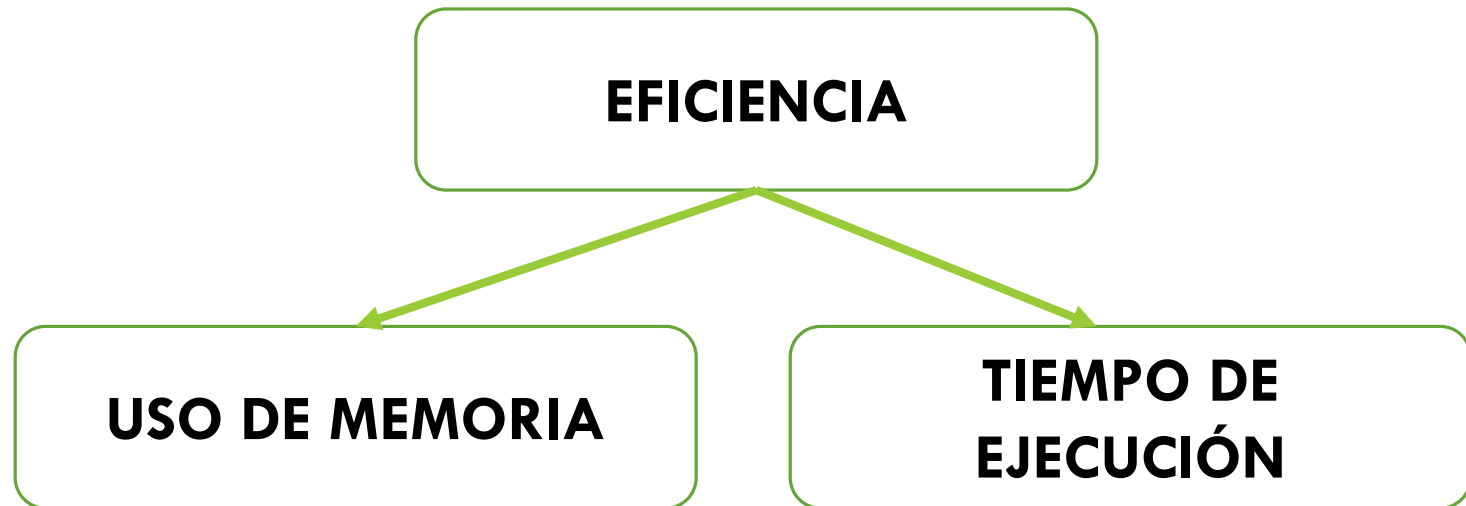 EFICIENCIA
USO DE MEMORIA
TIEMPO DE
EJECUCIÓN